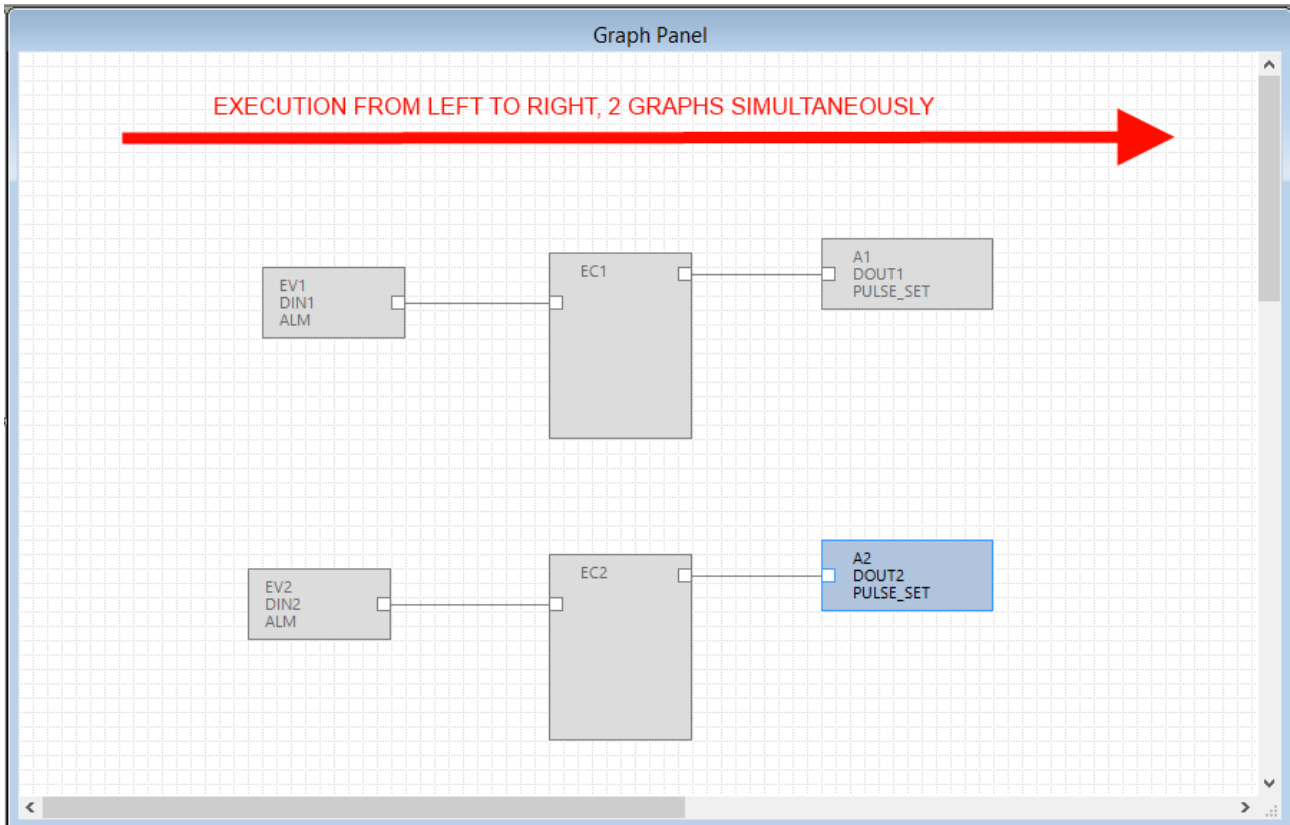 Graph Panel
EXECUTION FROM LEFT TO RIGHT, 2 GRAPHS SIMULTANEOUSLY
EV1
DIN1
ALM
EC1
A1
DOUT1
PULSE_SET
EV2
DIN2
ALM
EC2
A2
DOUT2
PULSE_SET